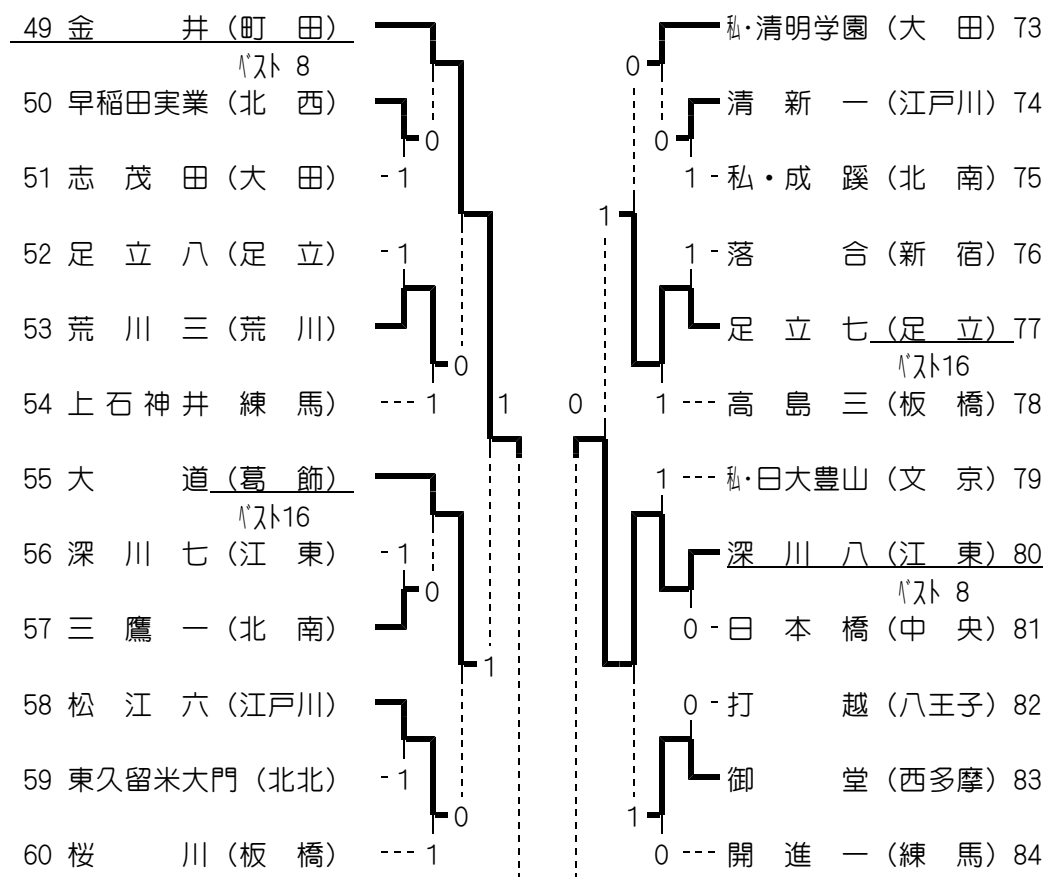 49 金　　井（町　田）
ﾍﾞｽﾄ 8
50 早稲田実業（北　西）
0
51 志　茂　田（大　田） 1
52 足　立　八（足　立） 1
53 荒　川　三（荒　川）
0
54 上石神井 練　馬） 1
1
55 大　　道（葛　飾）
ﾍﾞｽﾄ16
56 深　川　七（江　東） 1
0
57 三　鷹　一（北　南）
1
58 松　江　六（江戸川）
59 東久留米大門（北北） 1
0
60 桜　　川（板　橋） 1
私・清明学園（大　田）73
0
清　新　一（江戸川）74
0
1 私・成　蹊（北　南）75
1
1 落　　合（新　宿）76
足　立　七（足　立）77
ﾍﾞｽﾄ16
1 高　島　三（板　橋）78
0
1 私・日大豊山（文　京）79
深　川　八（江　東）80
ﾍﾞｽﾄ 8
0 日　本　橋（中　央）81
0 打　　越（八王子）82
御　　堂（西多摩）83
1
0 開　進　一（練　馬）84